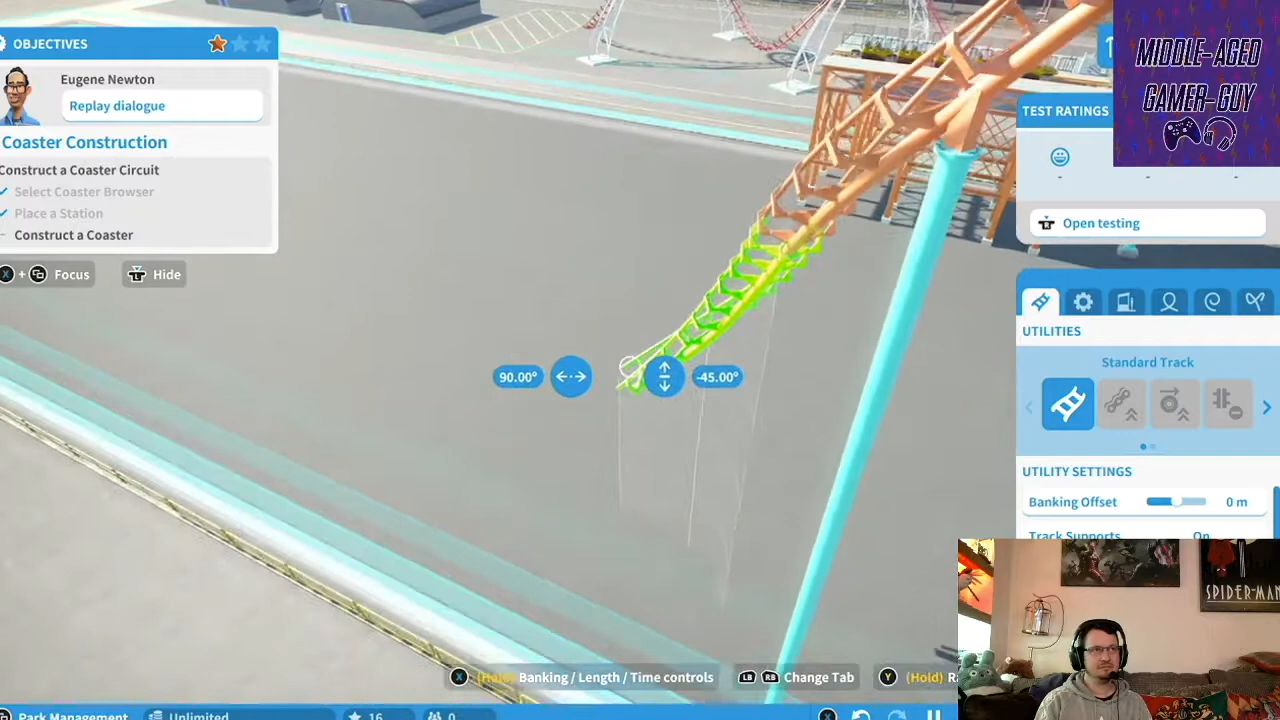 OBJECTIVES
Eugene Newton
Replay dialogue
Coaster Construction
Construct a Coaster Circuit
Select Coaster Browser
Place a Station
Construct a Coaster
X + Focus
Hide
MIDDLE-AGED
GAMER-GUY
TEST RATINGS
Open testing
UTILITIES
Standard Track
UTILITY SETTINGS
Banking Offset 0 m
Track Supports On
90.00°
-45.00°
SPIDER-MAN
X (Hold) Banking / Length / Time controls
LB RB Change Tab
Y (Hold)
Park Management
Unlimited
16
0
X